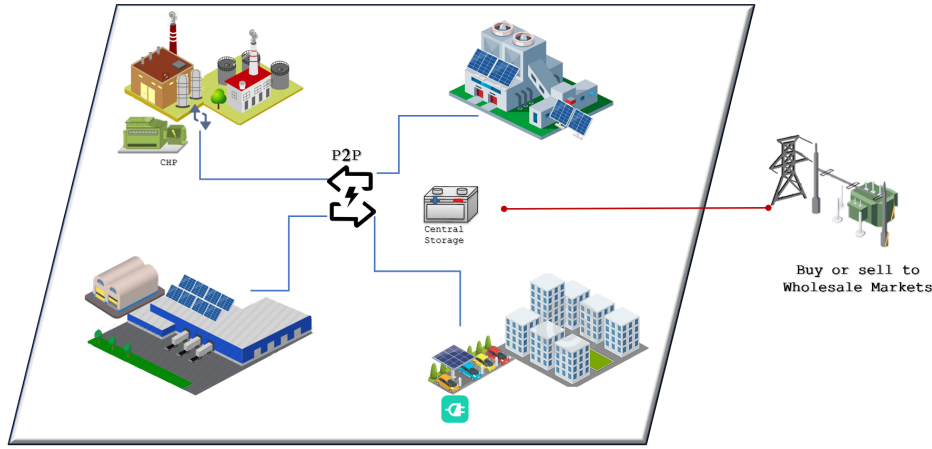 P2P
CHP
Central
Storage
Buy or sell to
Wholesale Markets